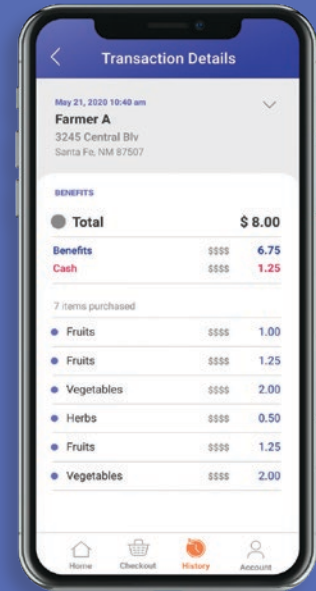 Transaction Details
May 21, 2020 10:40 am
Farmer A
3245 Central Blv
Santa Fe, NM 87507
BENEFITS
Total $ 8.00
Benefits $$$$ 6.75
Cash $$$$ 1.25
7 items purchased
Fruits $$$$ 1.00
Fruits $$$$ 1.25
Vegetables $$$$ 2.00
Herbs $$$$ 0.50
Fruits $$$$ 1.25
Vegetables $$$$ 2.00
Home Checkout History Account